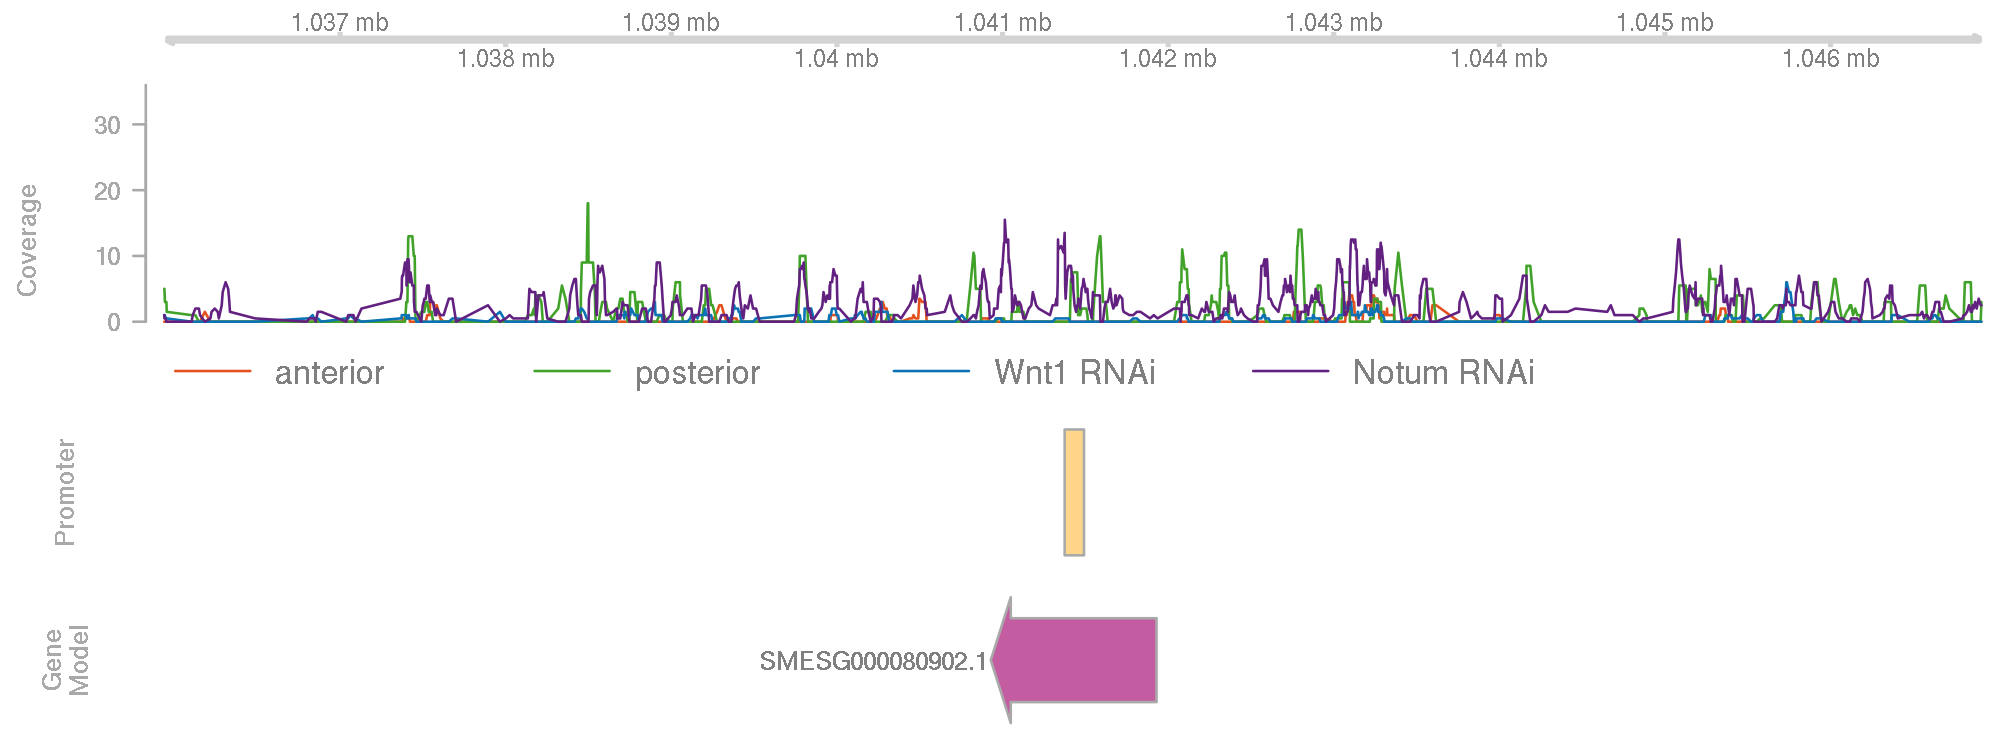 1.037 mb 1.039 mb 1.041 mb 1.043 mb 1.045 mb
1.038 mb 1.04 mb 1.042 mb 1.044 mb 1.046 mb
Coverage
30
20
10
0
anterior posterior Wnt1 RNAi Notum RNAi
Promoter
Gene
Model
SMESG000080902.1